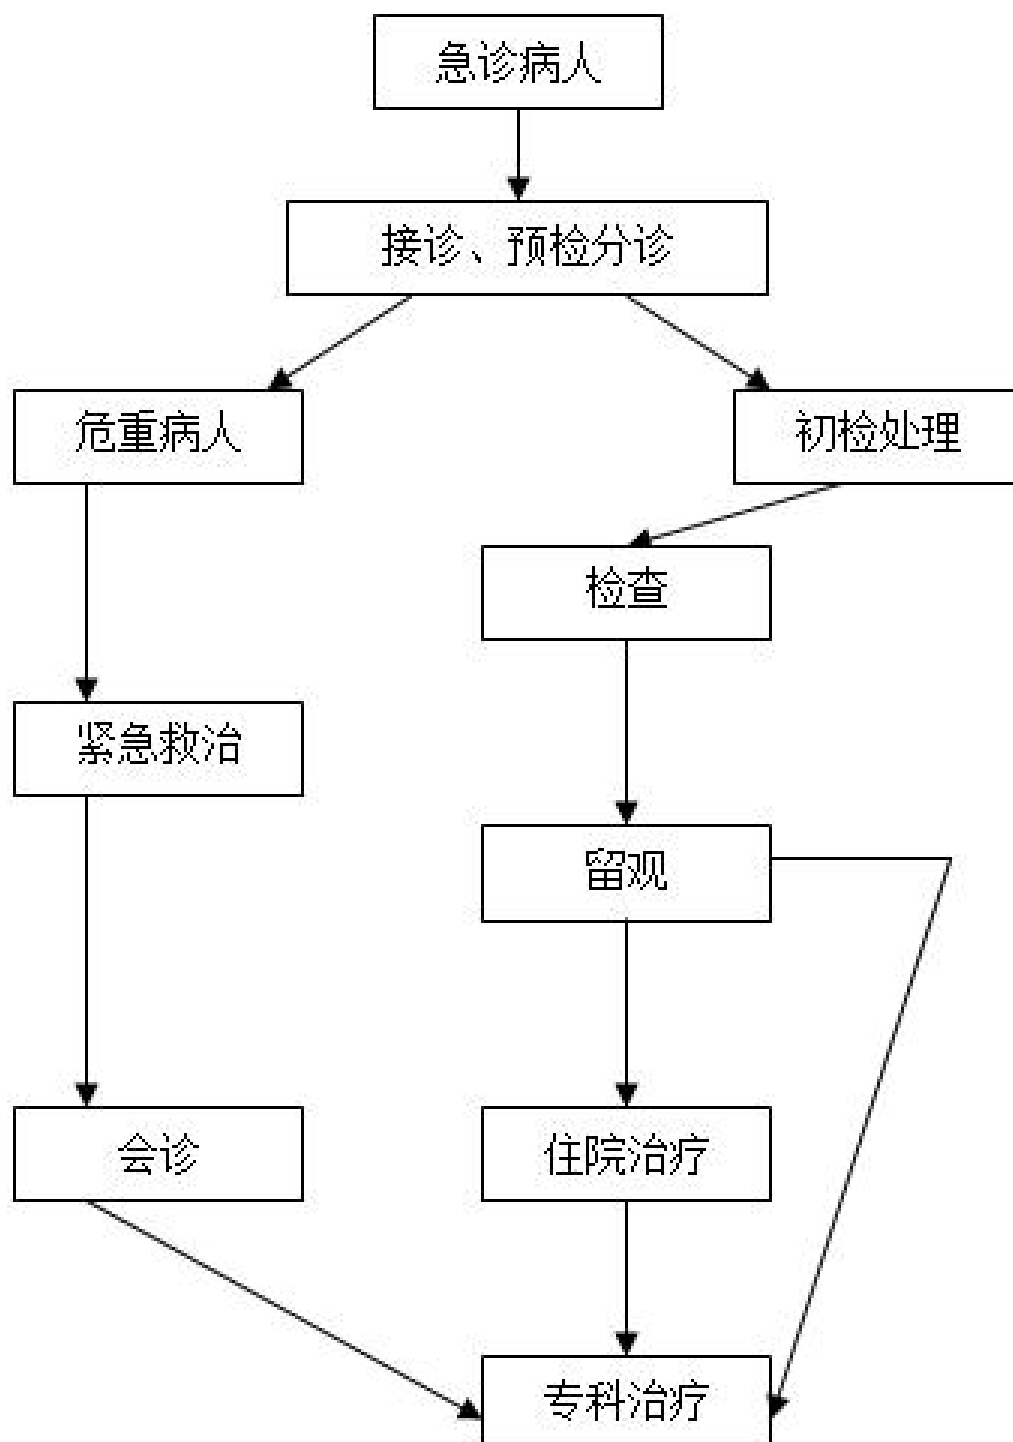 急诊病人
接诊、预检分诊
危重病人
初检处理
检查
紧急救治
留观
会诊
住院治疗
专科治疗